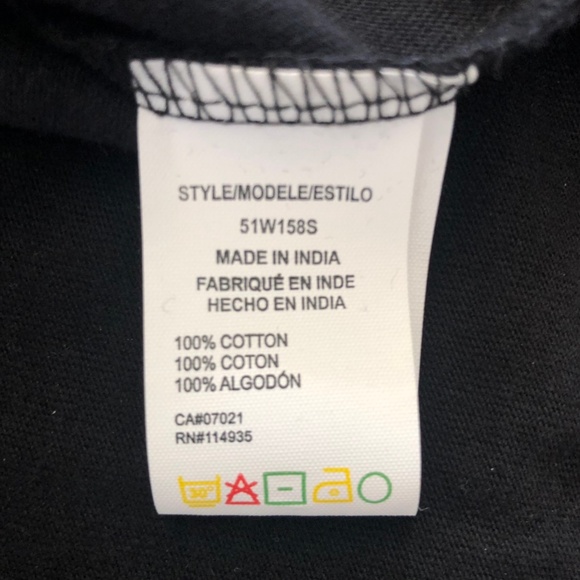 STYLE/MODELE/ESTILO
51W158S
MADE IN INDIA
FABRIQUÉ EN INDE
HECHO EN INDIA
100% COTTON
100% COTON
100% ALGODÓN
CA#07021
RN#114935
30°